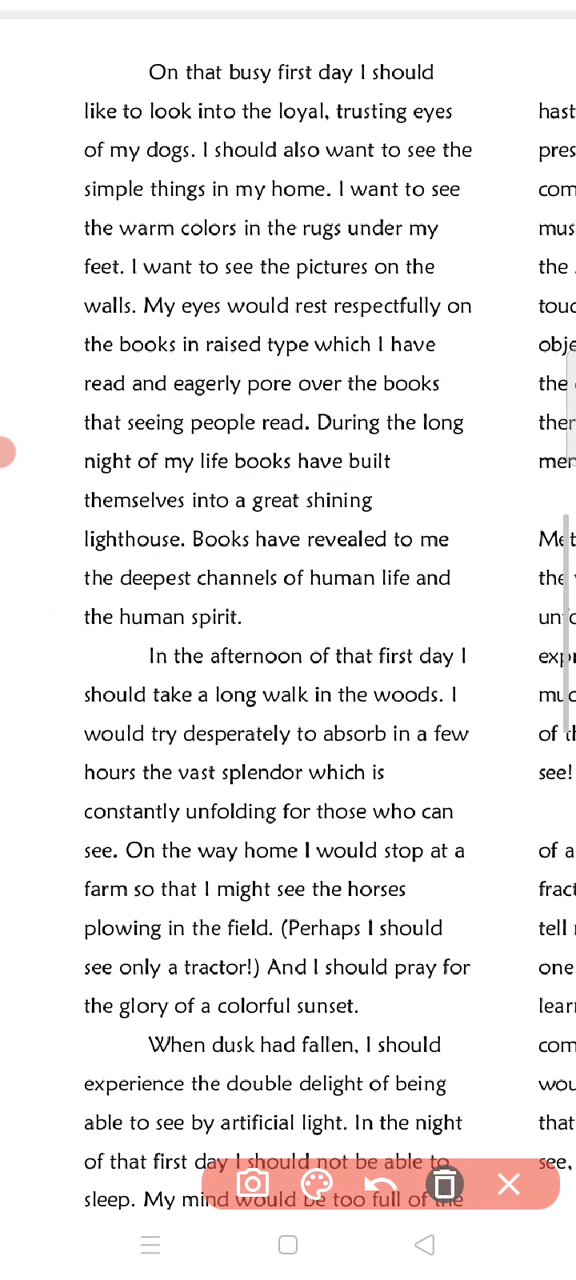 On that busy first day I should
like to look into the loyal, trusting eyes
of my dogs. I should also want to see the
simple things in my home. I want to see
the warm colors in the rugs under my
feet. I want to see the pictures on the
walls. My eyes would rest respectfully on
the books in raised type which I have
read and eagerly pore over the books
that seeing people read. During the long
night of my life books have built
themselves into a great shining
lighthouse. Books have revealed to me
the deepest channels of human life and
the human spirit.
In the afternoon of that first day I
should take a long walk in the woods. I
would try desperately to absorb in a few
hours the vast splendor which is
constantly unfolding for those who can
see. On the way home I would stop at a
farm so that I might see the horses
plowing in the field. (Perhaps I should
see only a tractor!) And I should pray for
the glory of a colorful sunset.
When dusk had fallen, I should
experience the double delight of being
able to see by artificial light. In the night
of that first day I should not be able to
sleep. My mind would be too full of the
the
the
of a
one
that
see,
see!